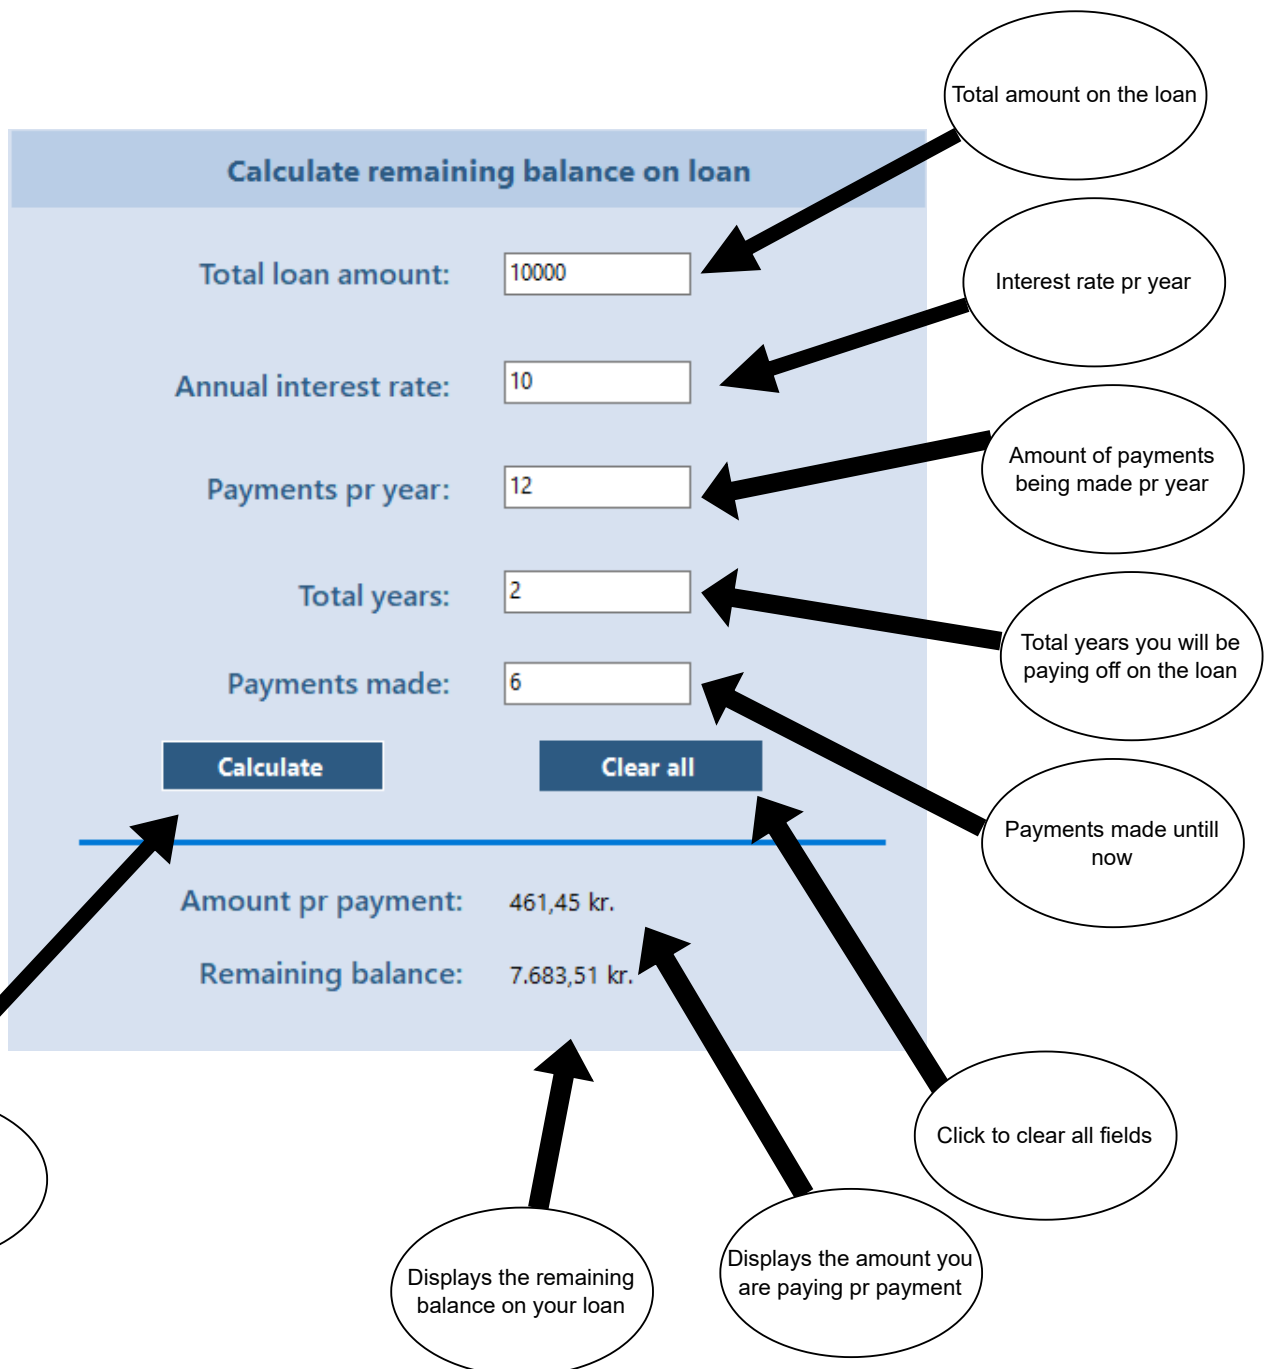 Total amount on the loan
Calculate remaining balance on loan
Total loan amount:
10000
Interest rate pr year
Annual interest rate:
10
Amount of payments
being made pr year
Payments pr year:
12
Total years:
2
Total years you will be
paying off on the loan
Payments made:
6
Calculate
Clear all
Payments made untill
now
Amount pr payment:
461,45 kr.
Remaining balance:
7.683,51 kr.
Click to clear all fields
Displays the remaining
balance on your loan
Displays the amount you
are paying pr payment